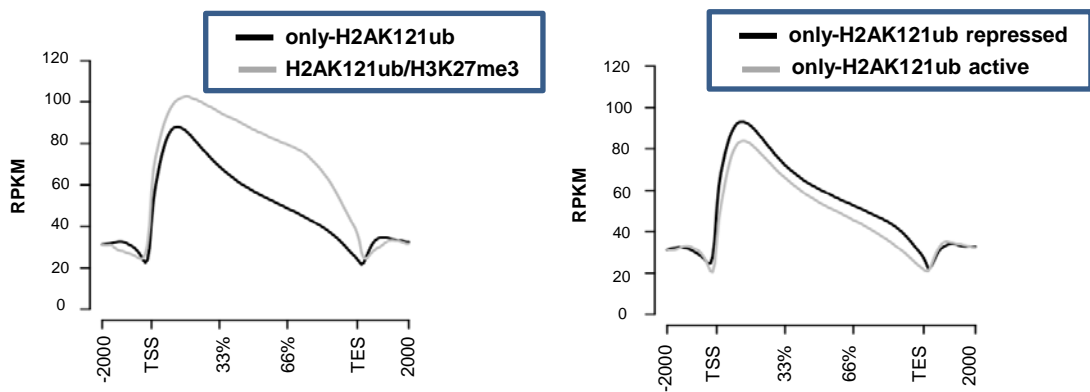 only-H2AK121ub
H2AK121ub/H3K27me3
120
100
80
60
40
20
0
RPKM
-2000
TSS
33%
66%
TES
2000
only-H2AK121ub repressed
only-H2AK121ub active
120
100
80
60
40
20
0
RPKM
-2000
TSS
33%
66%
TES
2000